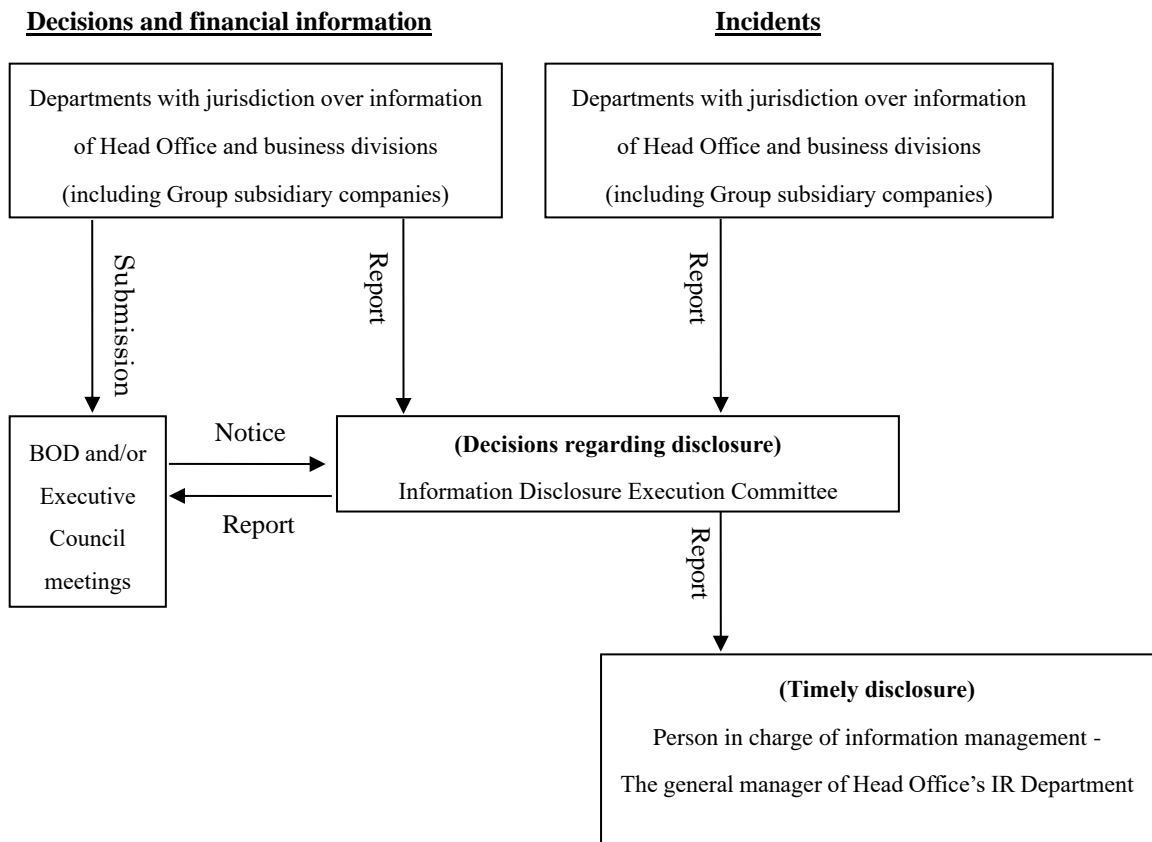 Decisions and financial information
Incidents
Departments with jurisdiction over information
of Head Office and business divisions
(including Group subsidiary companies)
Departments with jurisdiction over information
of Head Office and business divisions
(including Group subsidiary companies)
Submission
Report
Report
BOD and/or
Executive
Council
meetings
Notice
Report
(Decisions regarding disclosure)
Information Disclosure Execution Committee
Report
(Timely disclosure)
Person in charge of information management -
The general manager of Head Office’s IR Department